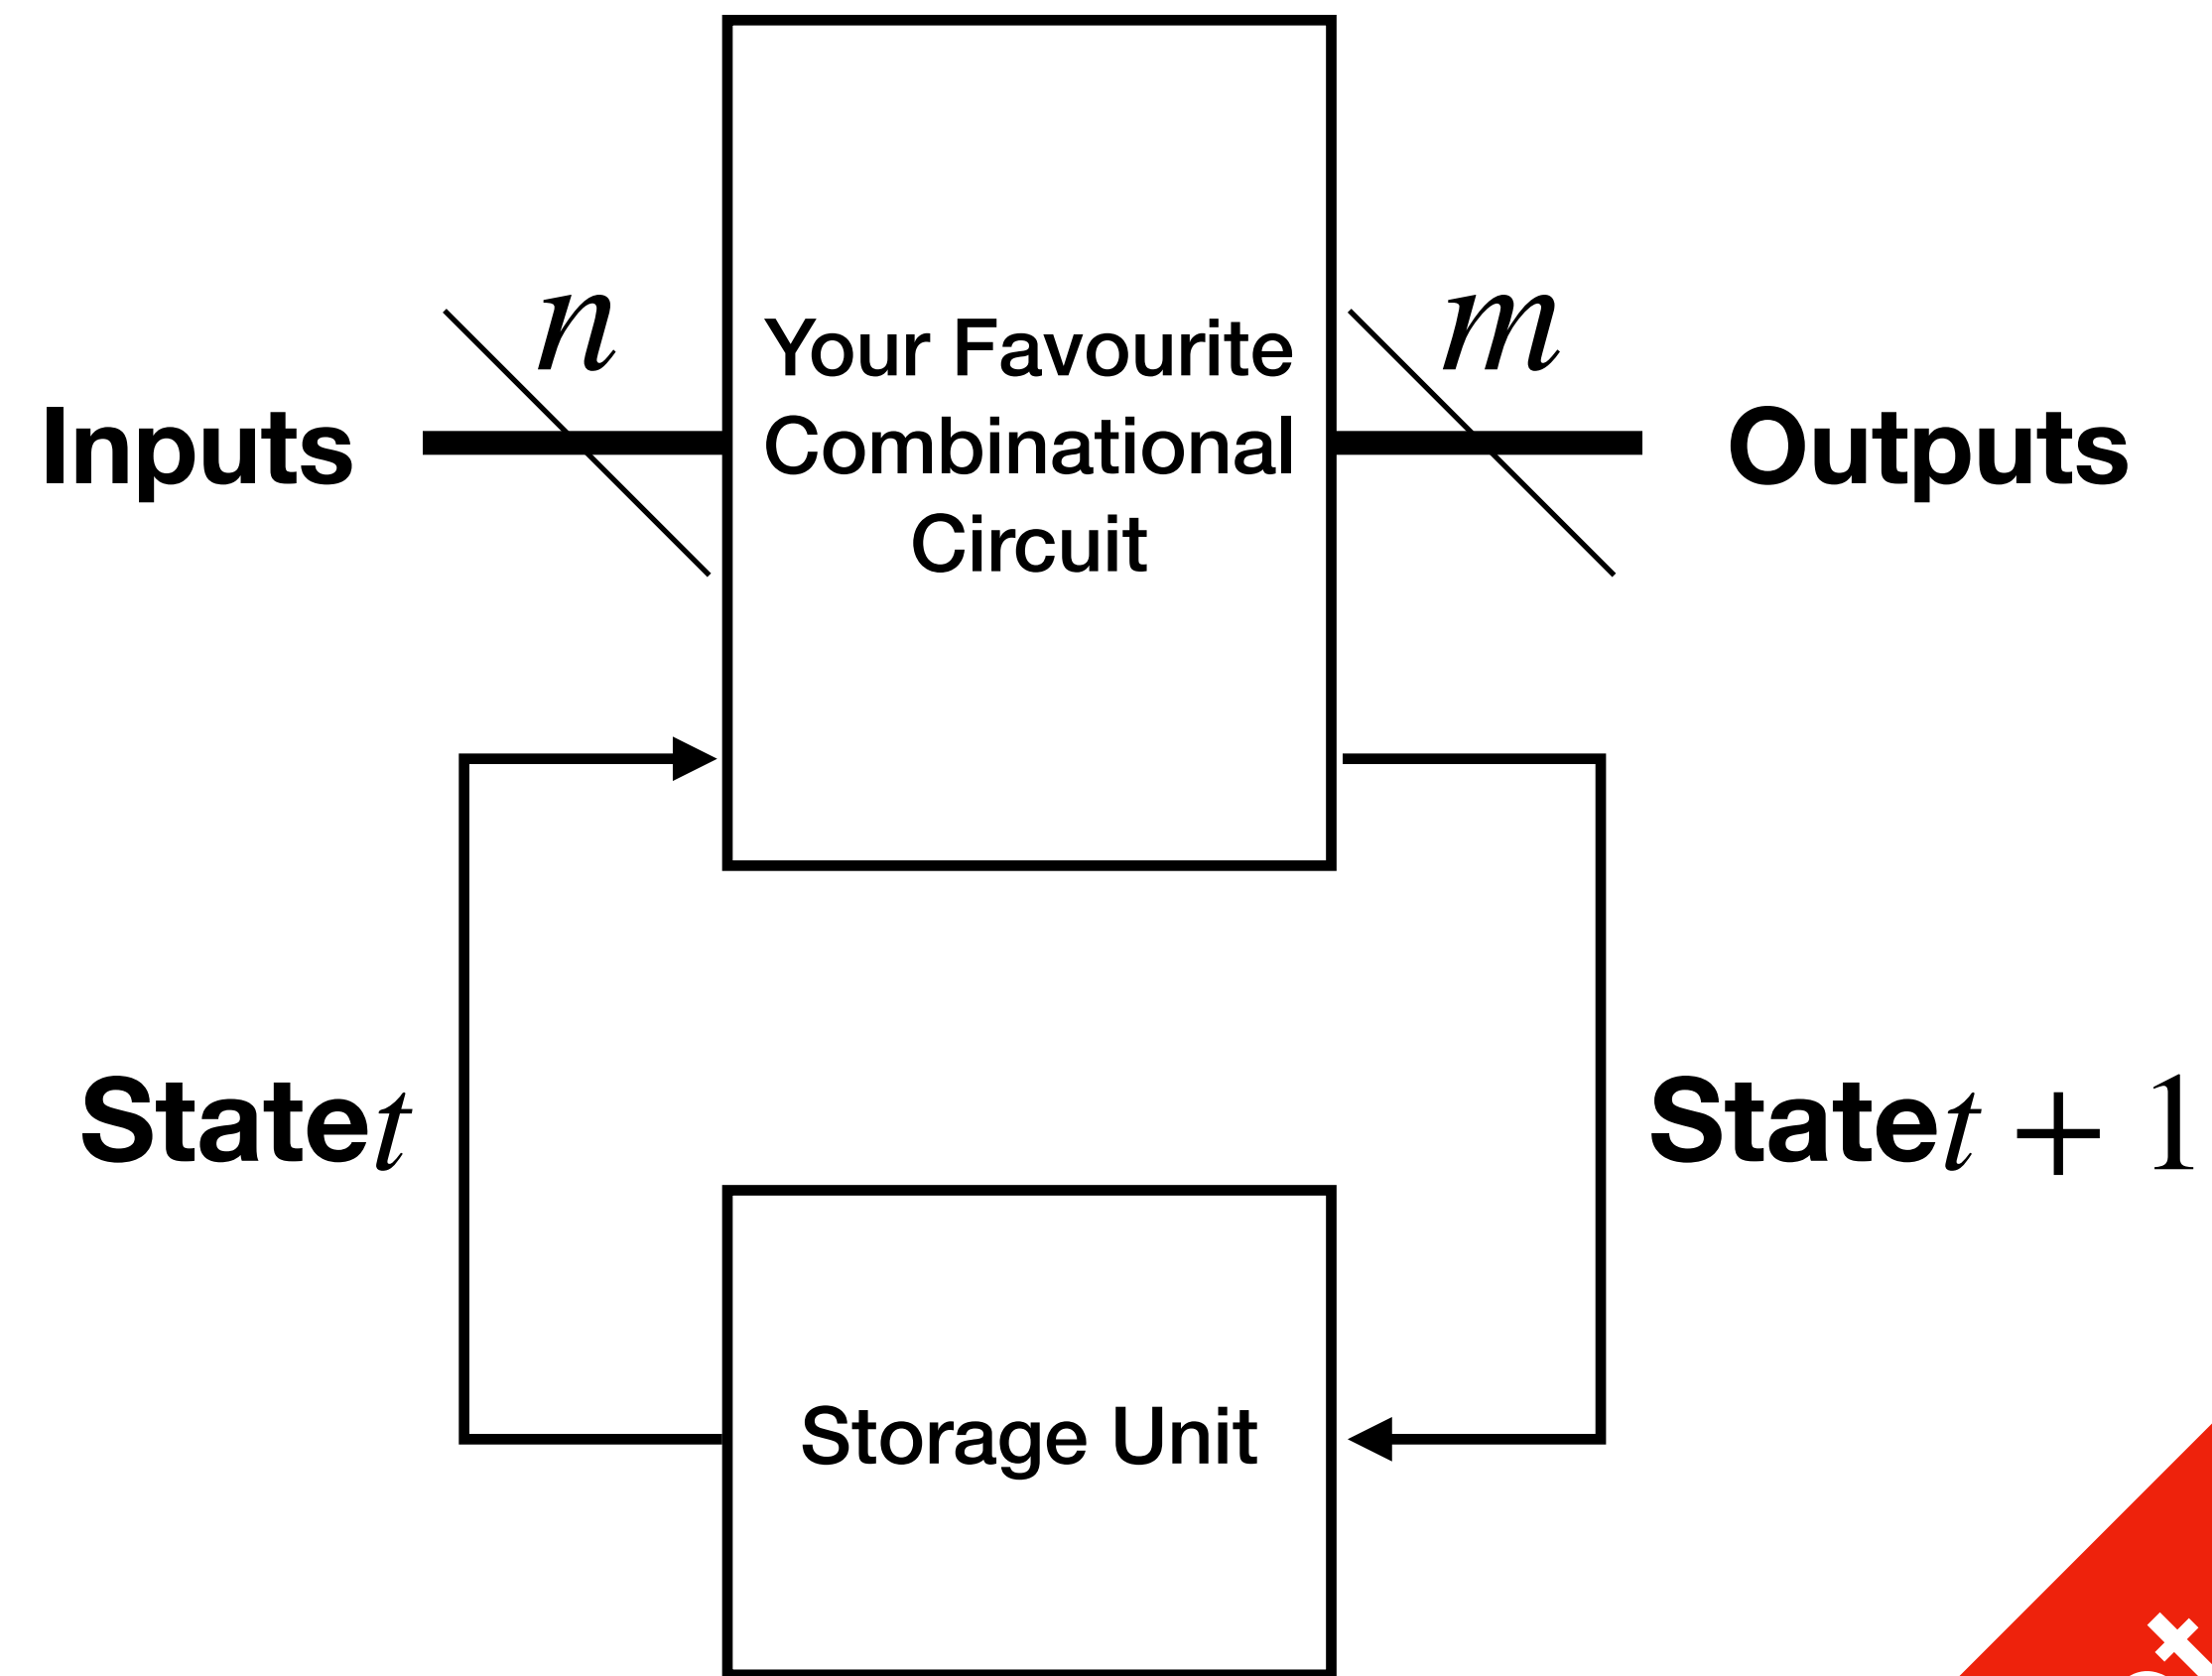 n
m
Your Favourite
Combinational
Circuit
Inputs
Outputs
State t
State t + 1
Storage Unit